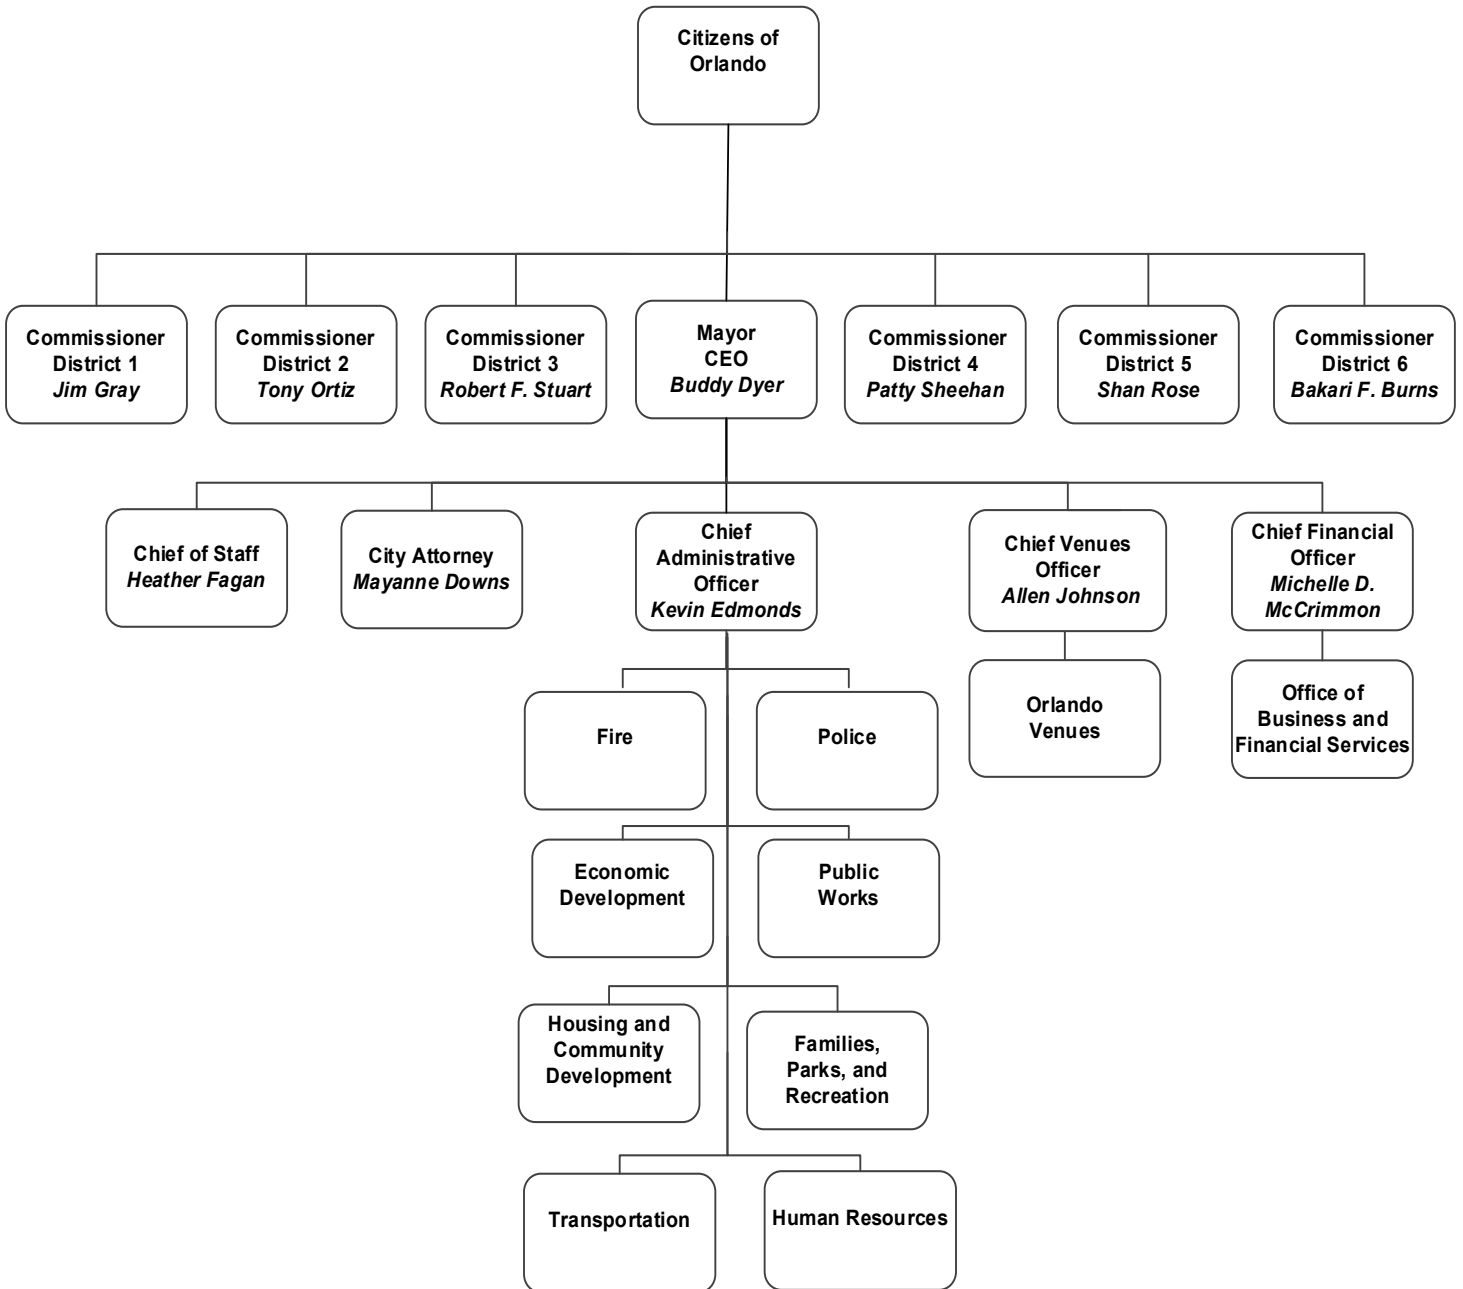 Citizens of
Orlando
Commissioner
District 1
Jim Gray
Commissioner
District 2
Tony Ortiz
Commissioner
District 3
Robert F. Stuart
Mayor
CEO
Buddy Dyer
Commissioner
District 4
Patty Sheehan
Commissioner
District 5
Shan Rose
Commissioner
District 6
Bakari F. Burns
Chief of Staff
Heather Fagan
City Attorney
Mayanne Downs
Chief
Administrative
Officer
Kevin Edmonds
Chief Venues
Officer
Allen Johnson
Chief Financial
Officer
Michelle D.
McCrimmon
Fire
Police
Orlando
Venues
Office of
Business and
Financial Services
Economic
Development
Public
Works
Housing and
Community
Development
Families,
Parks, and
Recreation
Transportation
Human Resources